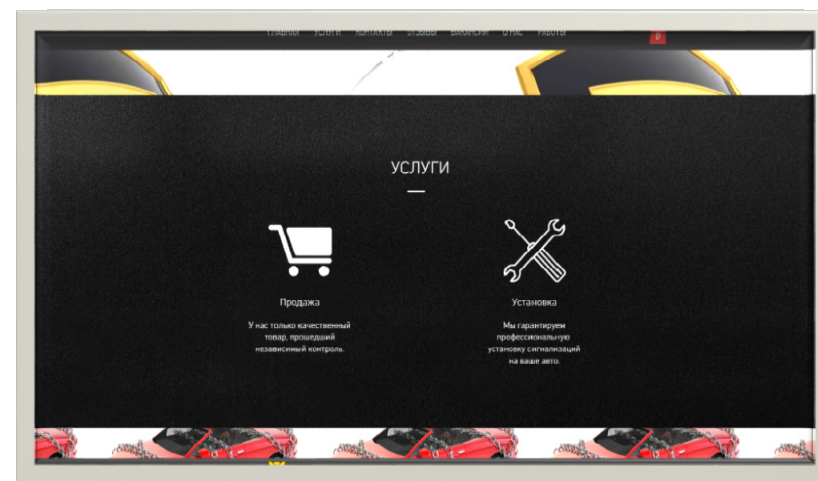 ГЛАВНАЯ УСЛУГИ КОНТАКТЫ ОТЗЫВЫ ВАКАНСИИ О НАС РАБОТЫ
УСЛУГИ
Продажа
У нас только качественный
товар, прошедший
независимый контроль.
Установка
Мы гарантируем
профессиональную
установку сигнализаций
на ваше авто.